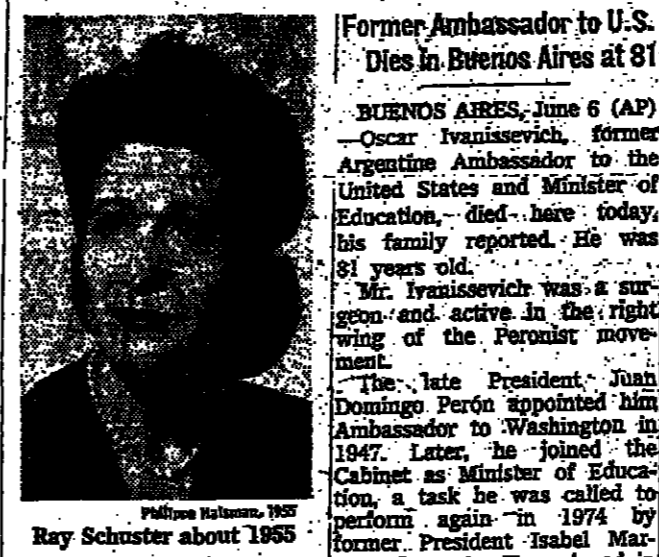 Philippe Halsman, 1955
Ray Schuster about 1955
Former Ambassador to U.S.
Dies in Buenos Aires at 81
BUENOS AIRES, June 6 (AP)
—Oscar Ivanissevich, former
Argentine Ambassador to the
United States and Minister of
Education, died here today,
his family reported. He was
81 years old.
Mr. Ivanissevich was a sur-
geon and active in the right
wing of the Peronist move-
ment.
The late President Juan
Domingo Perón appointed him
Ambassador to Washington in
1947. Later, he joined the
Cabinet as Minister of Educa-
tion, a task he was called to
perform again in 1974 by
former President Isabel Mar-